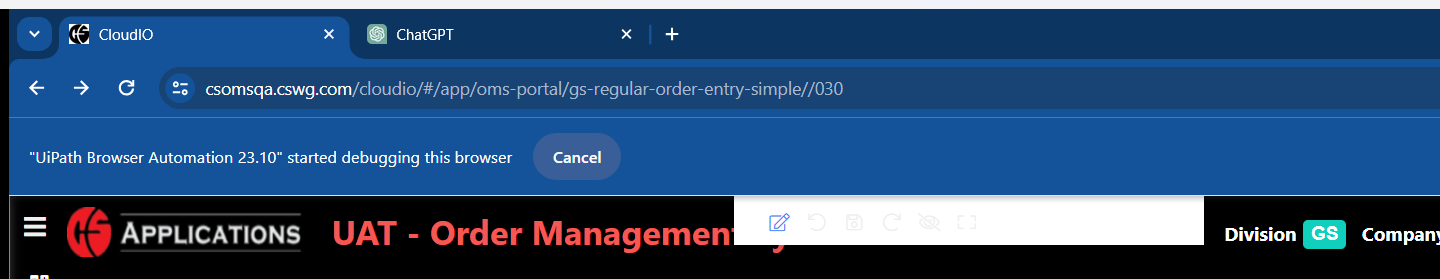 CloudIO
ChatGPT
csomsqa.cswg.com/cloudio/#/app/oms-portal/gs-regular-order-entry-simple//030
"UiPath Browser Automation 23.10" started debugging this browser
Cancel
APPLICATIONS
UAT - Order Management
Division GS Company